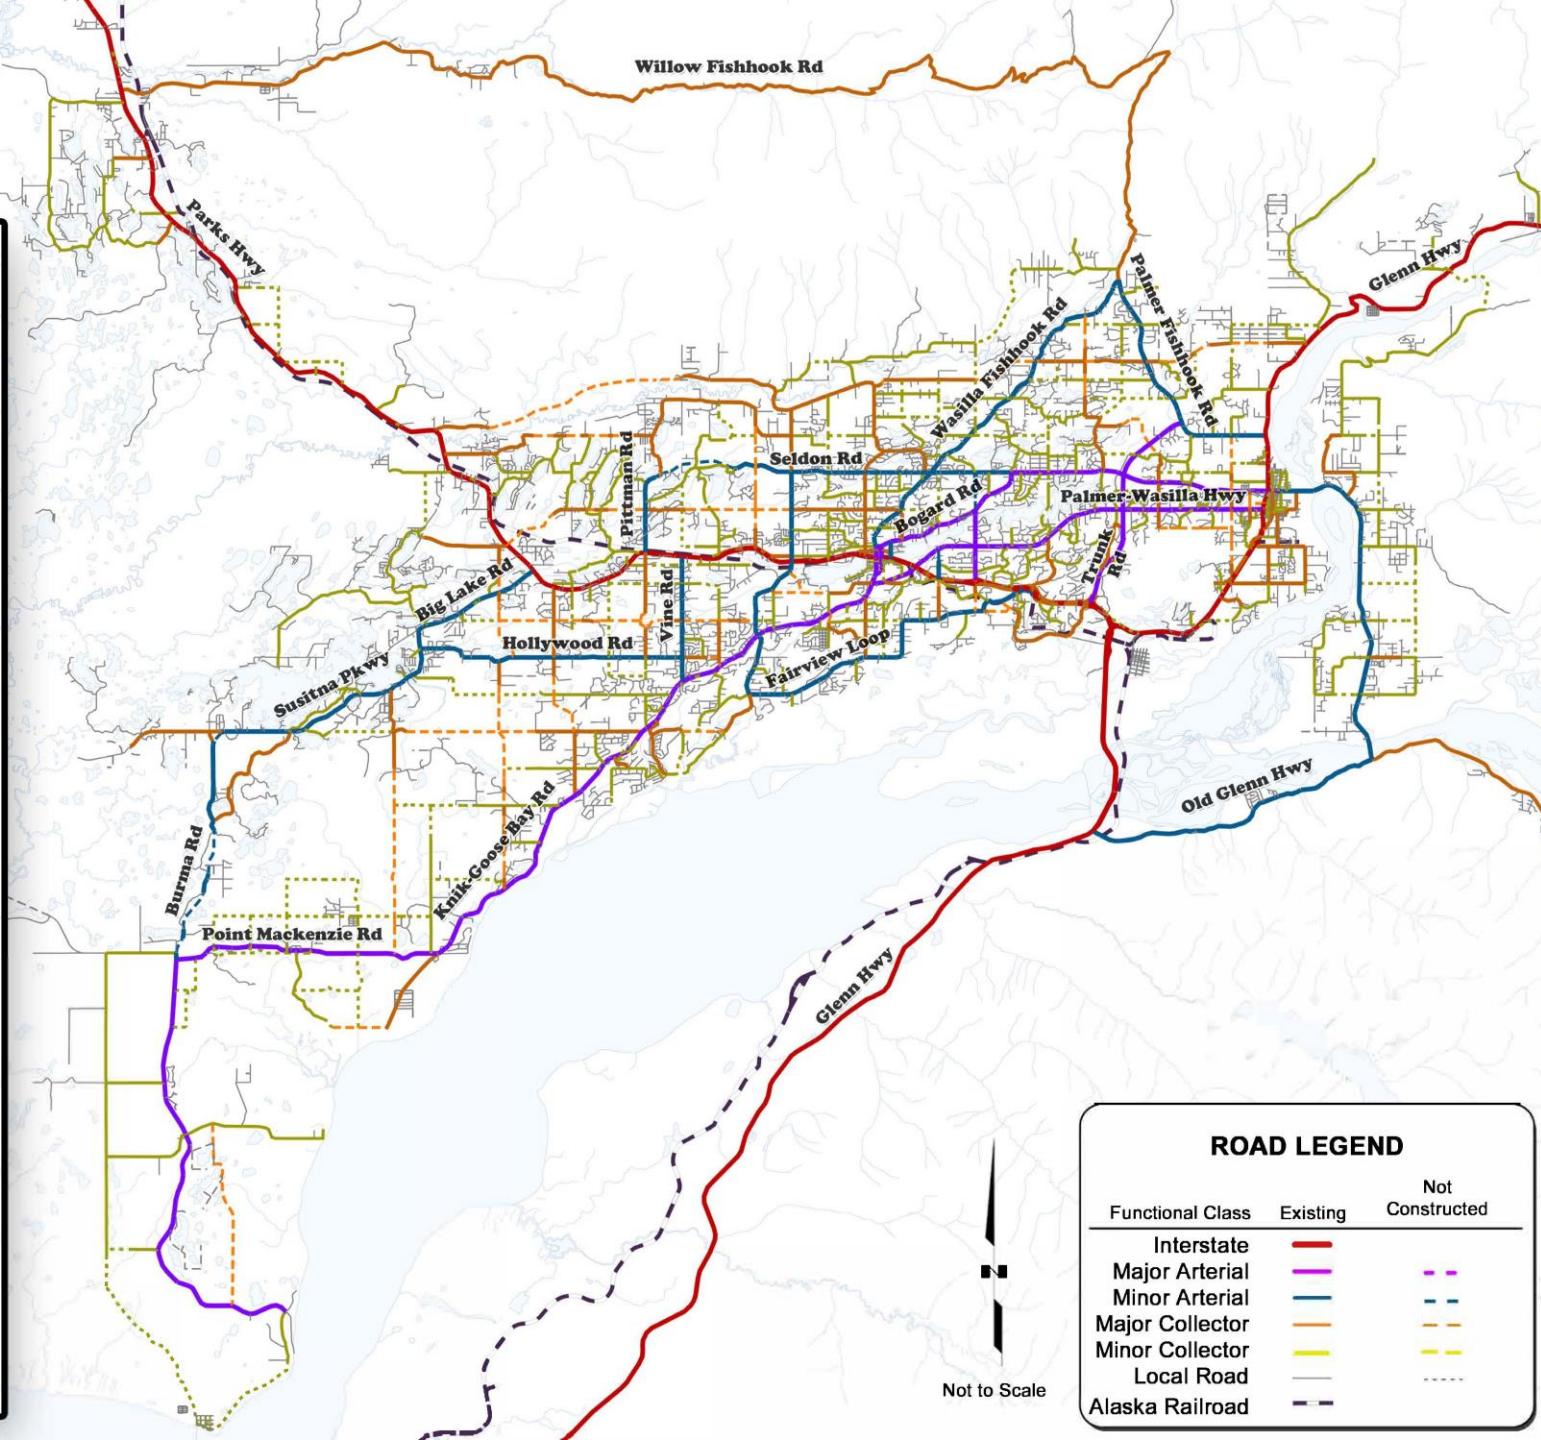 Willow Fishhook Rd
Parks Hwy
Palmer Fishhook Rd
Glenn Hwy
Wasilla Fishhook Rd
Pittman Rd
Seldon Rd
Bogard Rd
Palmer-Wasilla Hwy
Trunk
Rd
Big Lake Rd
Vine Rd
Hollywood Rd
Fairview Loop
Susitna Pkwy
Old Glenn Hwy
Knik-Goose Bay Rd
Burma Rd
Point Mackenzie Rd
Glenn Hwy
N
Not to Scale
ROAD LEGEND
Functional Class Existing Not
Constructed
Interstate
Major Arterial
Minor Arterial
Major Collector
Minor Collector
Local Road
Alaska Railroad